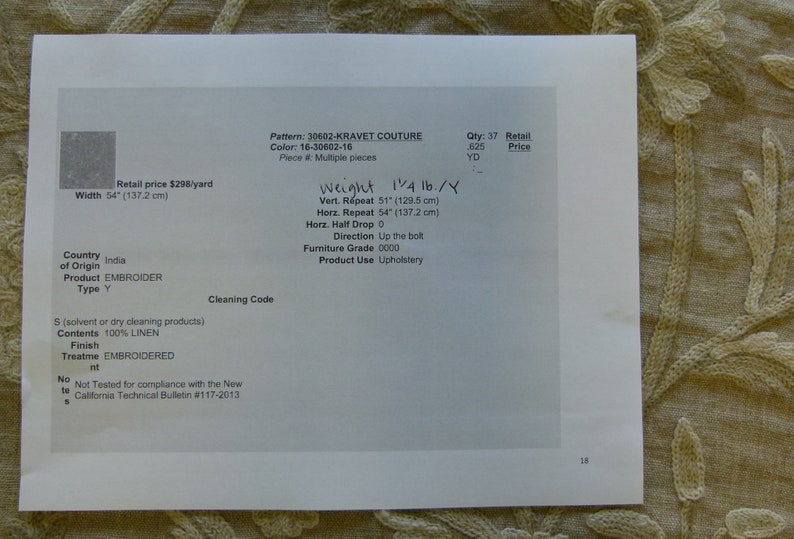 Pattern: 30602-KRAVET COUTURE
Color: 16-30602-16
Piece #: Multiple pieces
Qty: 37
.625
YD
:_
Retail
Price
Retail price $298/yard
Width 54" (137.2 cm)
Weight 1 1/4 lb./Y
Vert. Repeat 51" (129.5 cm)
Horz. Repeat 54" (137.2 cm)
Horz. Half Drop 0
Direction Up the bolt
Furniture Grade 0000
Product Use Upholstery
Country
of Origin India
Product EMBROIDER
Type Y
Cleaning Code
S (solvent or dry cleaning products)
Contents 100% LINEN
Finish
Treatme EMBROIDERED
nt
No
te
s
Not Tested for compliance with the New
California Technical Bulletin #117-2013
18